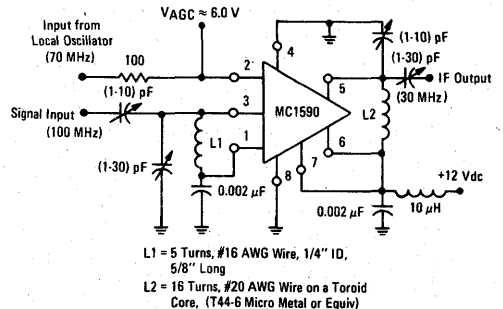 Input from
Local Oscillator
(70 MHz)
VAGC ≈ 6.0 V
100
(1-10) pF
Signal Input
(100 MHz)
(1-30) pF
L1
0.002 µF
2
3
1
4
MC1590
5
6
7
8
(1-10) pF
(1-30) pF
IF Output
(30 MHz)
L2
+12 Vdc
10 µH
0.002 µF
L1 = 5 Turns, #16 AWG Wire, 1/4" ID,
5/8" Long
L2 = 16 Turns, #20 AWG Wire on a Toroid
Core, (T44-6 Micro Metal or Equiv)